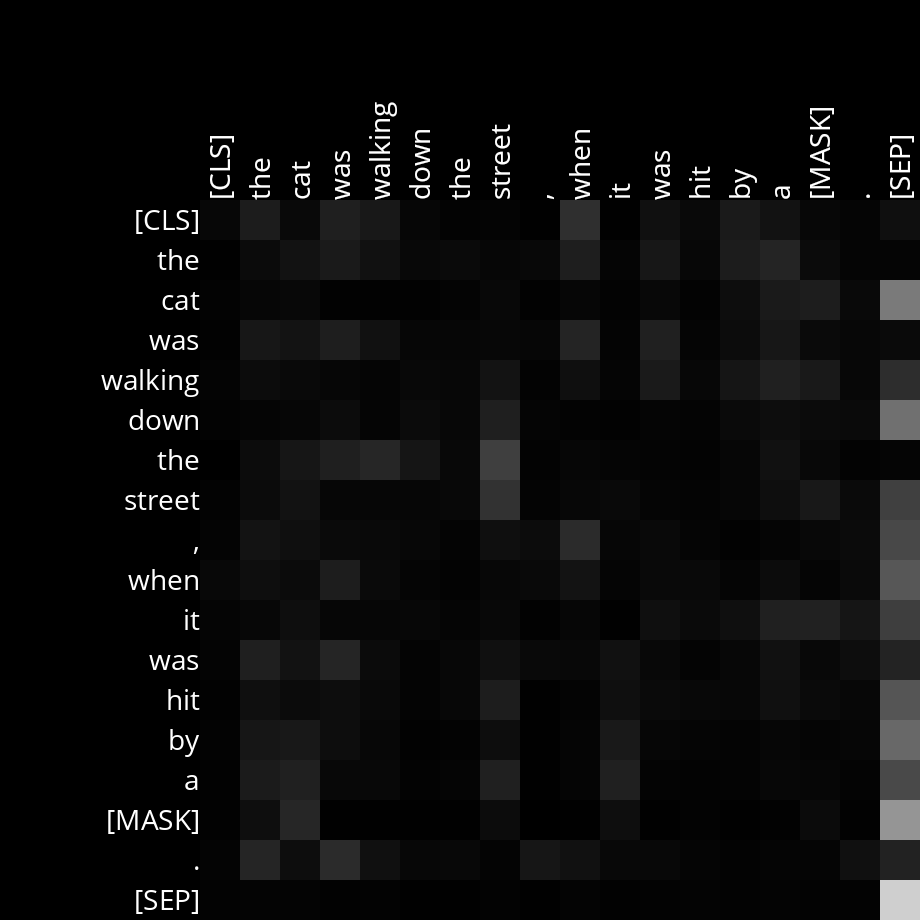 [CLS] the cat was walking down the street , when it was hit by a [MASK] . [SEP]
[CLS]
the
cat
was
walking
down
the
street
,
when
it
was
hit
by
a
[MASK]
.
[SEP]